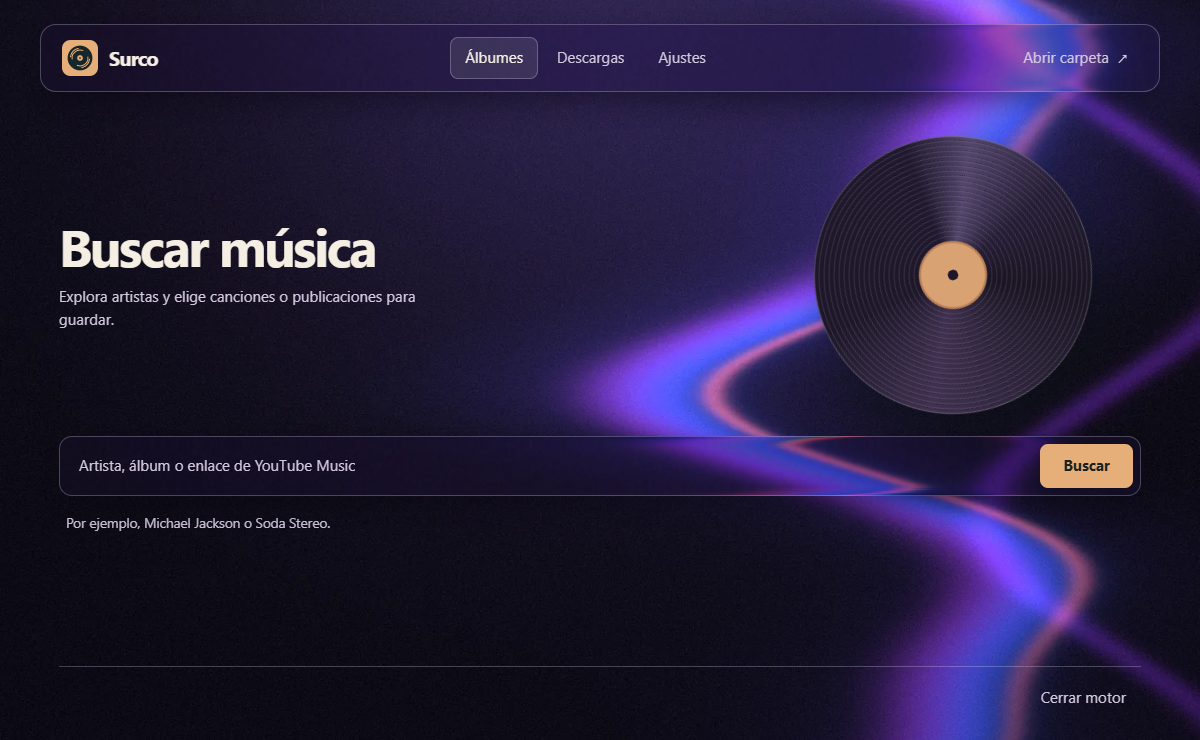 Surco
Álbumes
Descargas
Ajustes
Abrir carpeta ↗
Buscar música
Explora artistas y elige canciones o publicaciones para
guardar.
Artista, álbum o enlace de YouTube Music
Buscar
Por ejemplo, Michael Jackson o Soda Stereo.
Cerrar motor